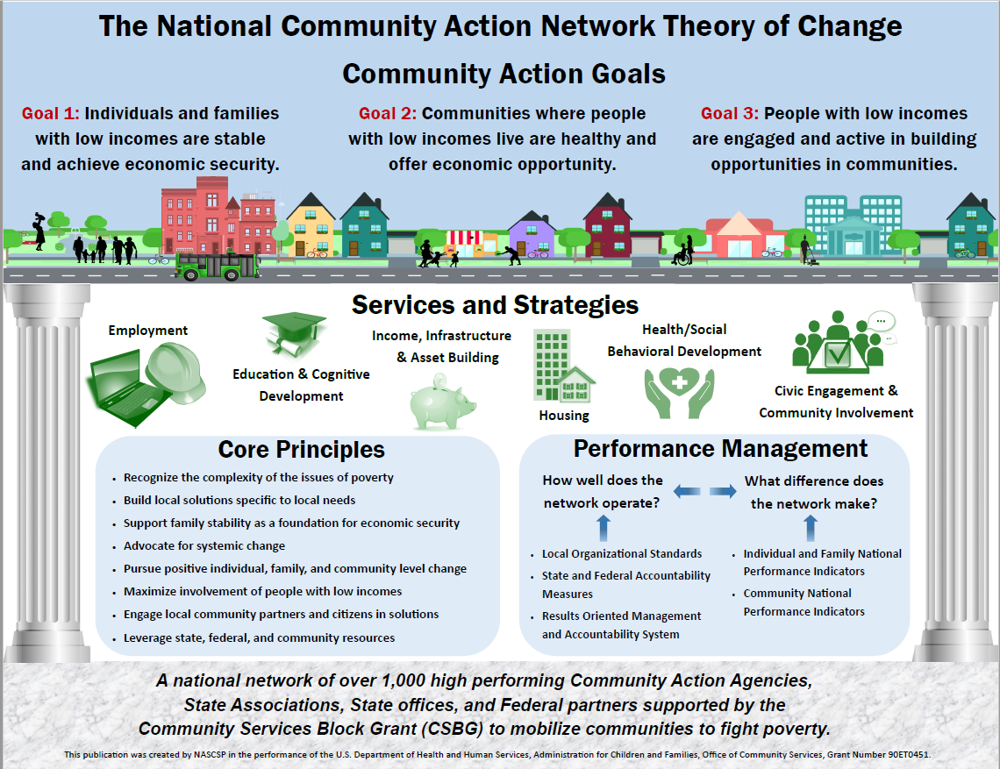 The National Community Action Network Theory of Change
Community Action Goals
Goal 1: Individuals and families
with low incomes are stable
and achieve economic security.
Goal 2: Communities where people
with low incomes live are healthy and
offer economic opportunity.
Goal 3: People with low incomes
are engaged and active in building
opportunities in communities.
Services and Strategies
Employment
Education & Cognitive
Development
Income, Infrastructure
& Asset Building
Housing
Health/Social
Behavioral Development
Civic Engagement &
Community Involvement
Core Principles
• Recognize the complexity of the issues of poverty
• Build local solutions specific to local needs
• Support family stability as a foundation for economic security
• Advocate for systemic change
• Pursue positive individual, family, and community level change
• Maximize involvement of people with low incomes
• Engage local community partners and citizens in solutions
• Leverage state, federal, and community resources
Performance Management
How well does the
network operate?
What difference does
the network make?
• Local Organizational Standards
• State and Federal Accountability
Measures
• Results Oriented Management
and Accountability System
• Individual and Family National
Performance Indicators
• Community National
Performance Indicators
A national network of over 1,000 high performing Community Action Agencies,
State Associations, State offices, and Federal partners supported by the
Community Services Block Grant (CSBG) to mobilize communities to fight poverty.
This publication was created by NASCSP in the performance of the U.S. Department of Health and Human Services, Administration for Children and Families, Office of Community Services, Grant Number 90ET0451.